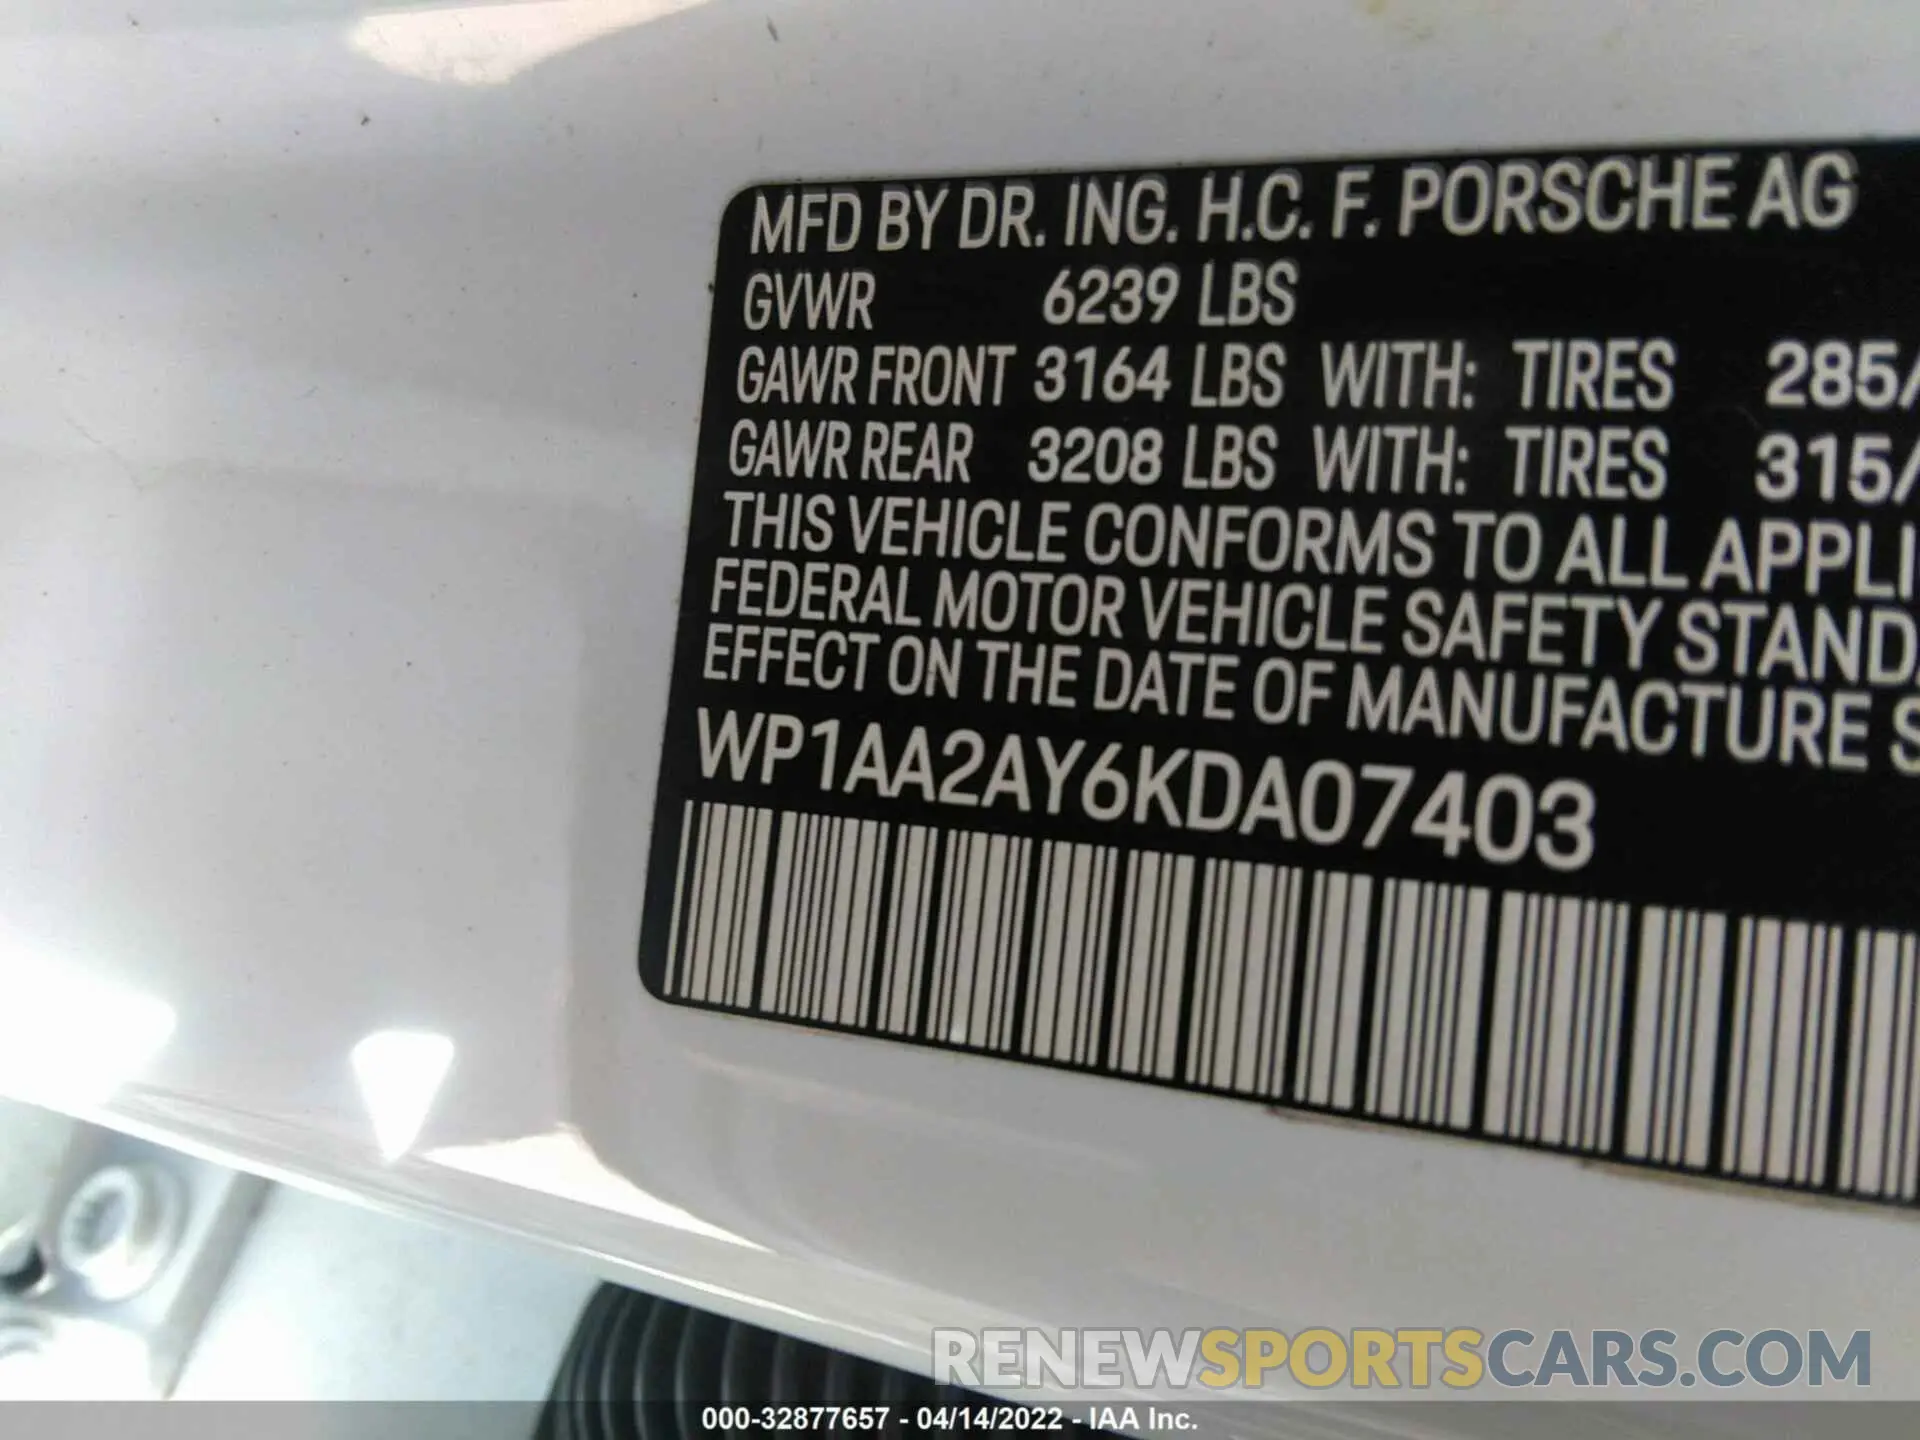 MFD BY DR. ING. H.C. F. PORSCHE AG
GVWR 6239 LBS
GAWR FRONT 3164 LBS WITH: TIRES 285/
GAWR REAR 3208 LBS WITH: TIRES 315/
THIS VEHICLE CONFORMS TO ALL APPLI
FEDERAL MOTOR VEHICLE SAFETY STAND
EFFECT ON THE DATE OF MANUFACTURE S
WP1AA2AY6KDA07403
RENEWSPORTSCARS.COM
000-32877657 - 04/14/2022 - IAA Inc.